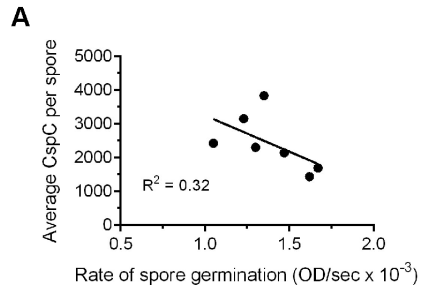 A
Average CspC per spore
5000
4000
3000
2000
1000
0
R² = 0.32
0.5 1.0 1.5 2.0
Rate of spore germination (OD/sec x 10⁻³)